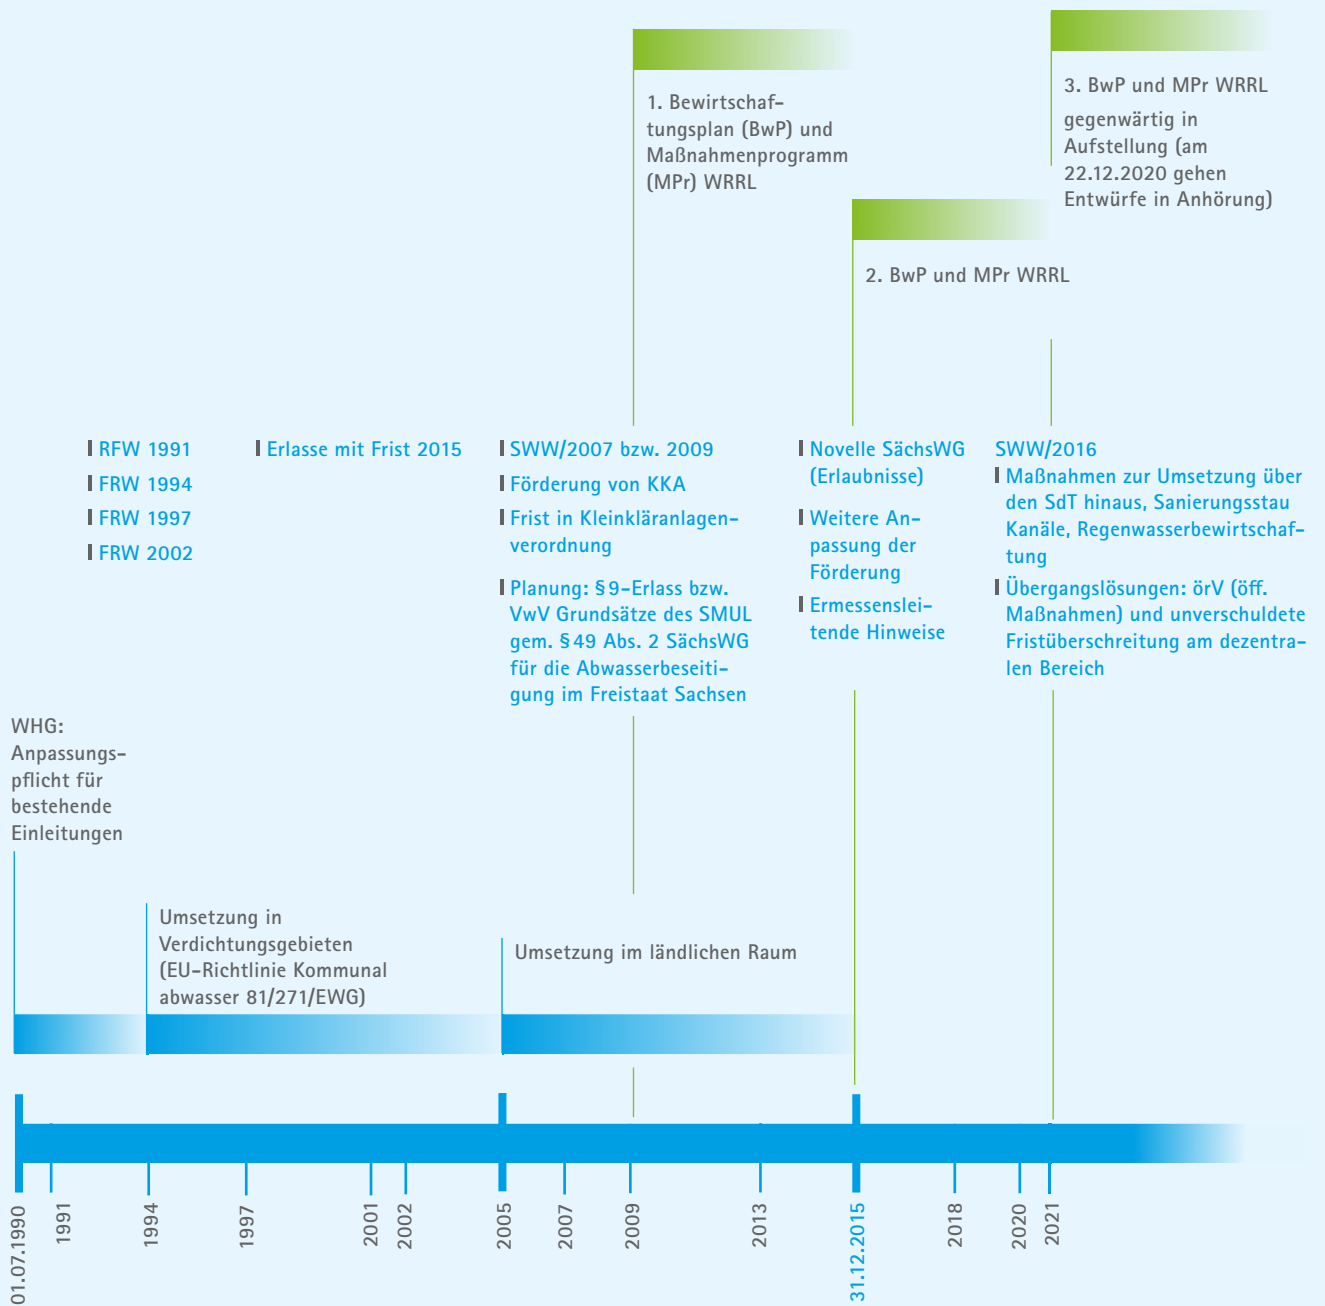 1. Bewirtschaf-
tungsplan (BwP) und
Maßnahmenprogramm
(MPr) WRRL
3. BwP und MPr WRRL
gegenwärtig in
Aufstellung (am
22.12.2020 gehen
Entwürfe in Anhörung)
2. BwP und MPr WRRL
RFW 1991
FRW 1994
FRW 1997
FRW 2002
Erlasse mit Frist 2015
SWW/2007 bzw. 2009
Förderung von KKA
Frist in Kleinkläranlagen-
verordnung
Planung: § 9-Erlass bzw.
VwV Grundsätze des SMUL
gem. § 49 Abs. 2 SächsWG
für die Abwasserbeseiti-
gung im Freistaat Sachsen
Novelle SächsWG
(Erlaubnisse)
Weitere An-
passung der
Förderung
Ermessenslei-
tende Hinweise
SWW/2016
Maßnahmen zur Umsetzung über
den SdT hinaus, Sanierungsstau
Kanäle, Regenwasserbewirtschaf-
tung
Übergangslösungen: örV (öff.
Maßnahmen) und unverschuldete
Fristüberschreitung am dezentra-
len Bereich
WHG:
Anpassungs-
pflicht für
bestehende
Einleitungen
Umsetzung in
Verdichtungsgebieten
(EU-Richtlinie Kommunal
abwasser 81/271/EWG)
Umsetzung im ländlichen Raum
01.07.1990
1991
1994
1997
2001
2002
2005
2007
2009
2013
31.12.2015
2018
2020
2021